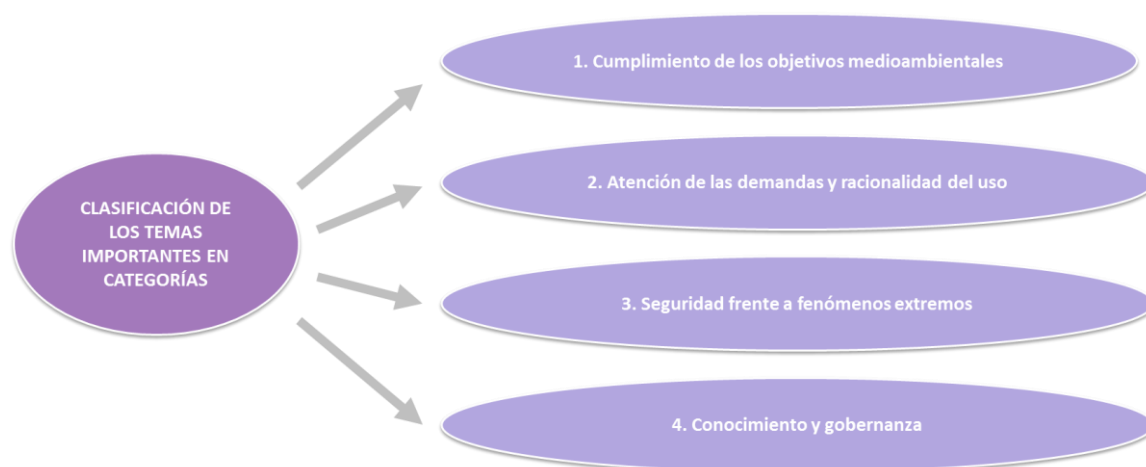 CLASIFICACIÓN DE
LOS TEMAS
IMPORTANTES EN
CATEGORÍAS
1. Cumplimiento de los objetivos medioambientales
2. Atención de las demandas y racionalidad del uso
3. Seguridad frente a fenómenos extremos
4. Conocimiento y gobernanza